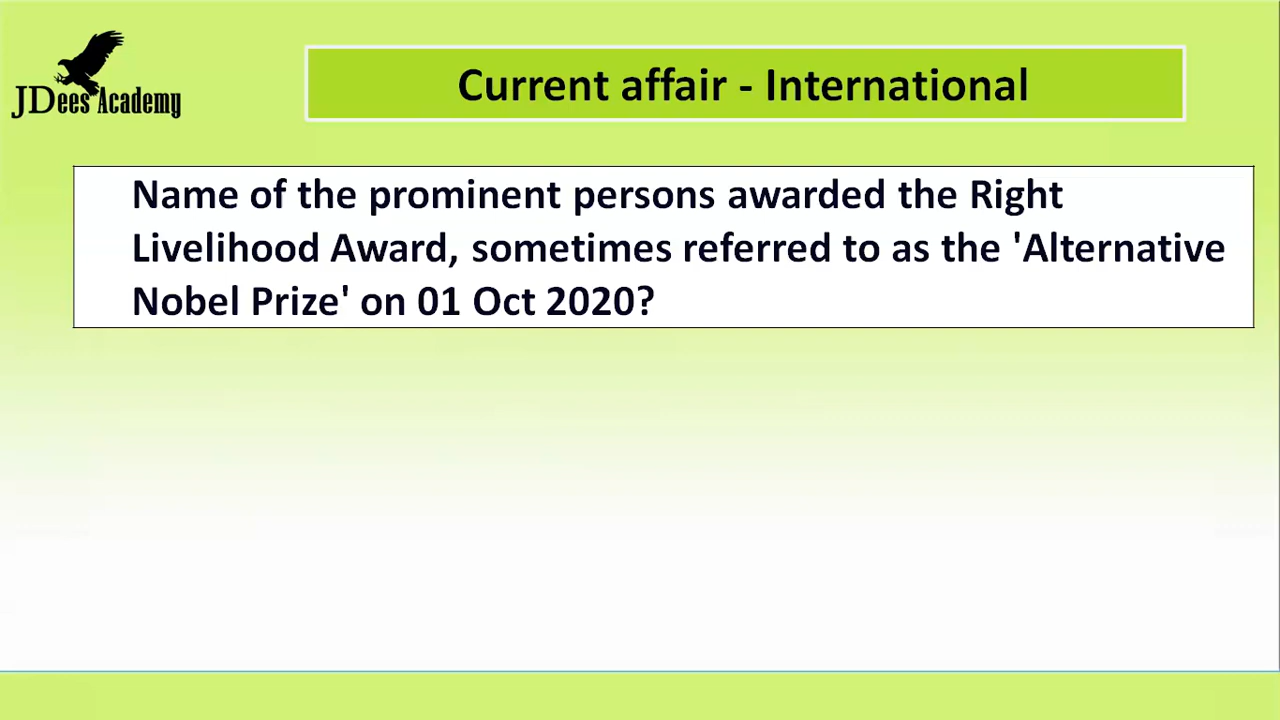 JDees Academy
Current affair - International
Name of the prominent persons awarded the Right
Livelihood Award, sometimes referred to as the 'Alternative
Nobel Prize' on 01 Oct 2020?